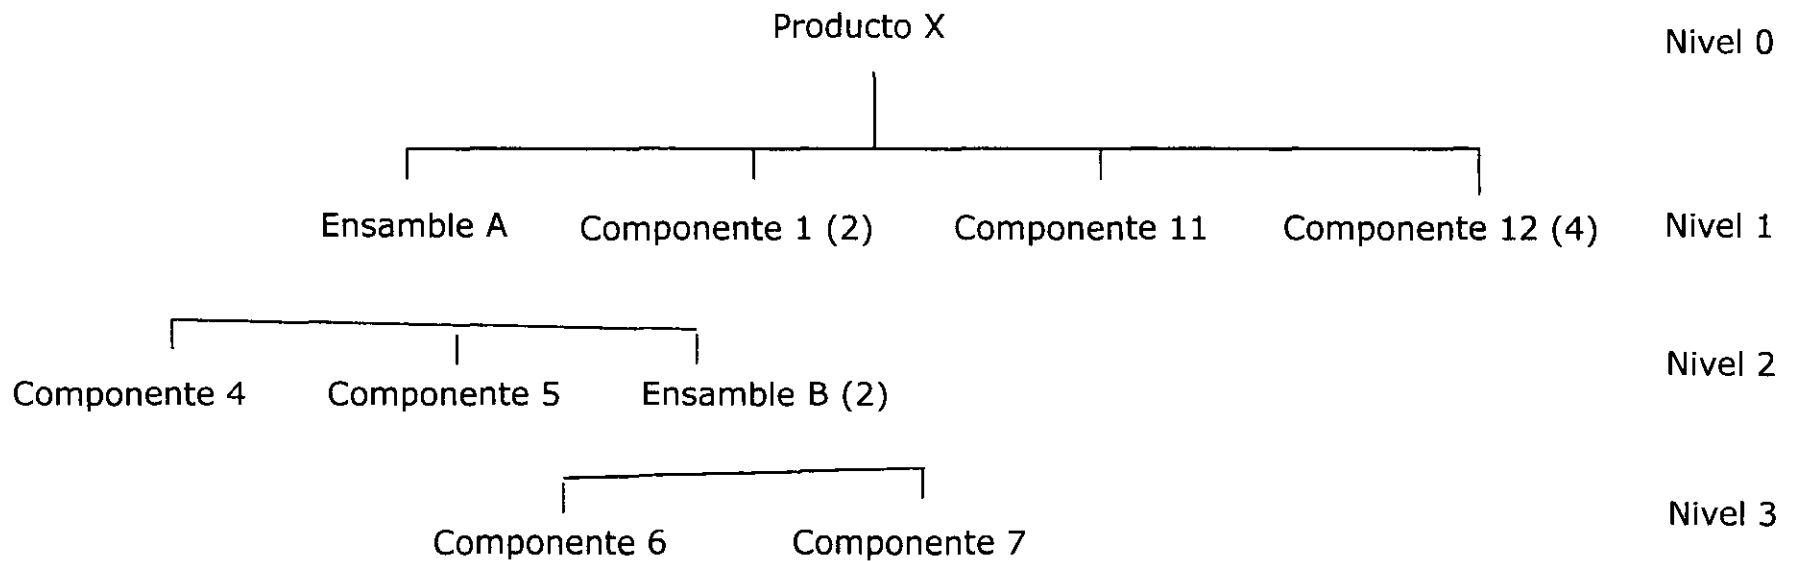 Producto X
Nivel 0
Ensamble A
Componente 1 (2)
Componente 11
Componente 12 (4)
Nivel 1
Componente 4
Componente 5
Ensamble B (2)
Nivel 2
Componente 6
Componente 7
Nivel 3